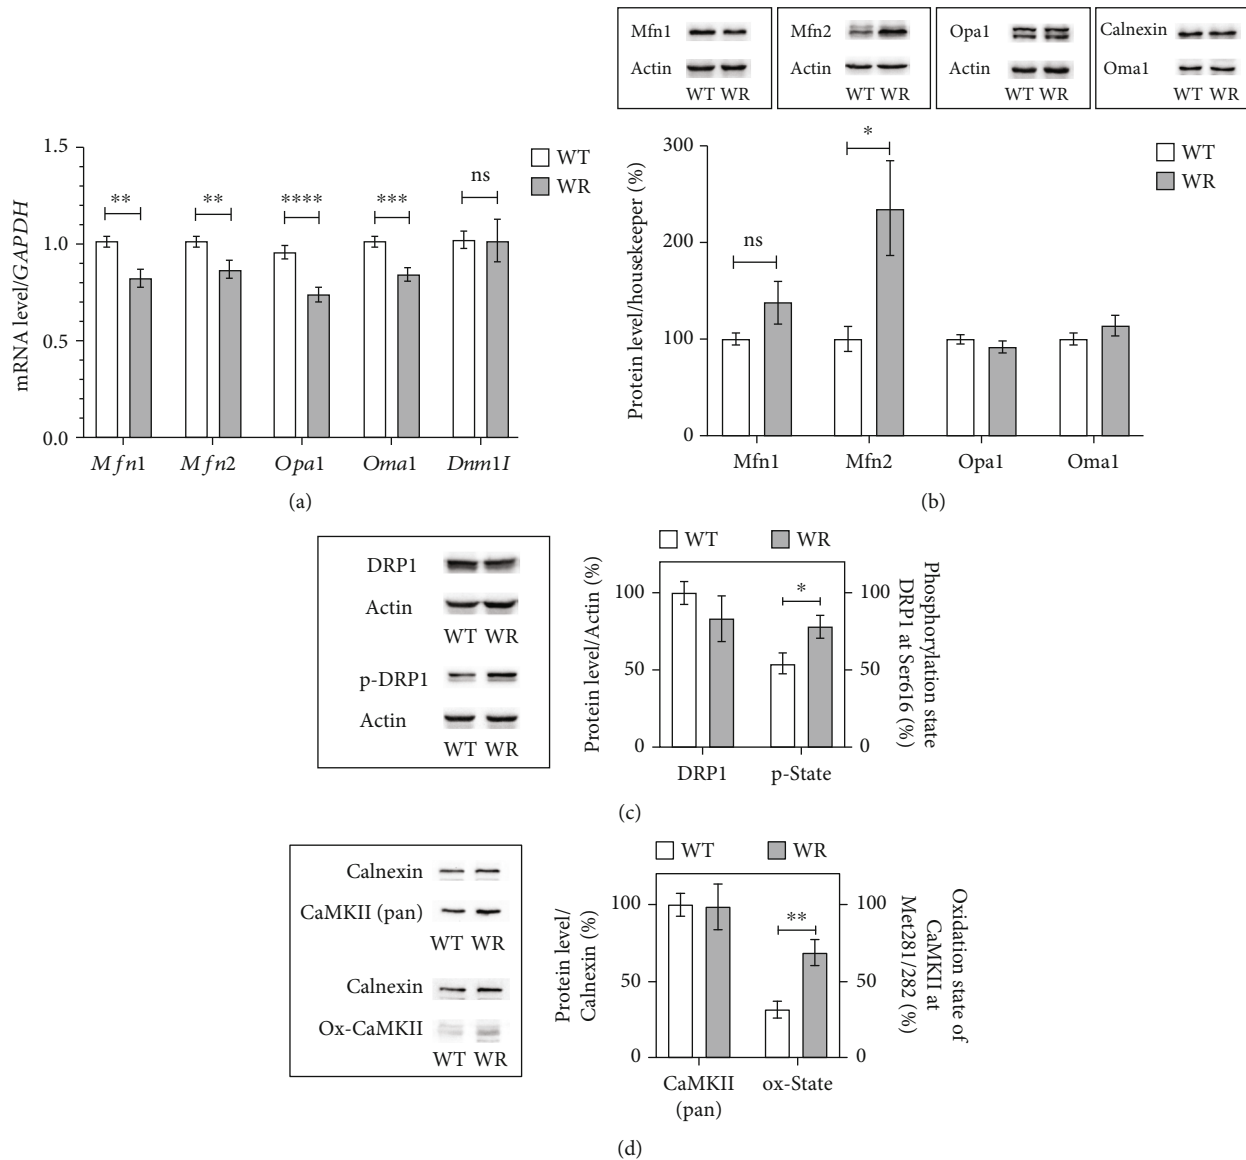 mRNA level/GAPDH
1.5
1.0
0.5
0.0
**
**
****
***
ns
WT
WR
Mfn1 Mfn2 Opa1 Oma1 Dnm1I
(a)
Mfn1
Actin
WT WR
Mfn2
Actin
WT WR
Opa1
Actin
WT WR
Calnexin
Oma1
WT WR
Protein level/housekeeper (%)
300
200
100
0
ns
*
WT
WR
Mfn1 Mfn2 Opa1 Oma1
(b)
DRP1
Actin
WT WR
p-DRP1
Actin
WT WR
WT WR
Protein level/Actin (%)
100
50
0
*
100
50
0
Phosphorylation state
DRP1 at Ser616 (%)
DRP1 p-State
(c)
Calnexin
CaMKII (pan)
WT WR
Calnexin
Ox-CaMKII
WT WR
WT WR
Protein level/
Calnexin (%)
100
50
0
**
100
50
0
Oxidation state of
CaMKII at
Met281/282 (%)
CaMKII
(pan)
ox-State
(d)